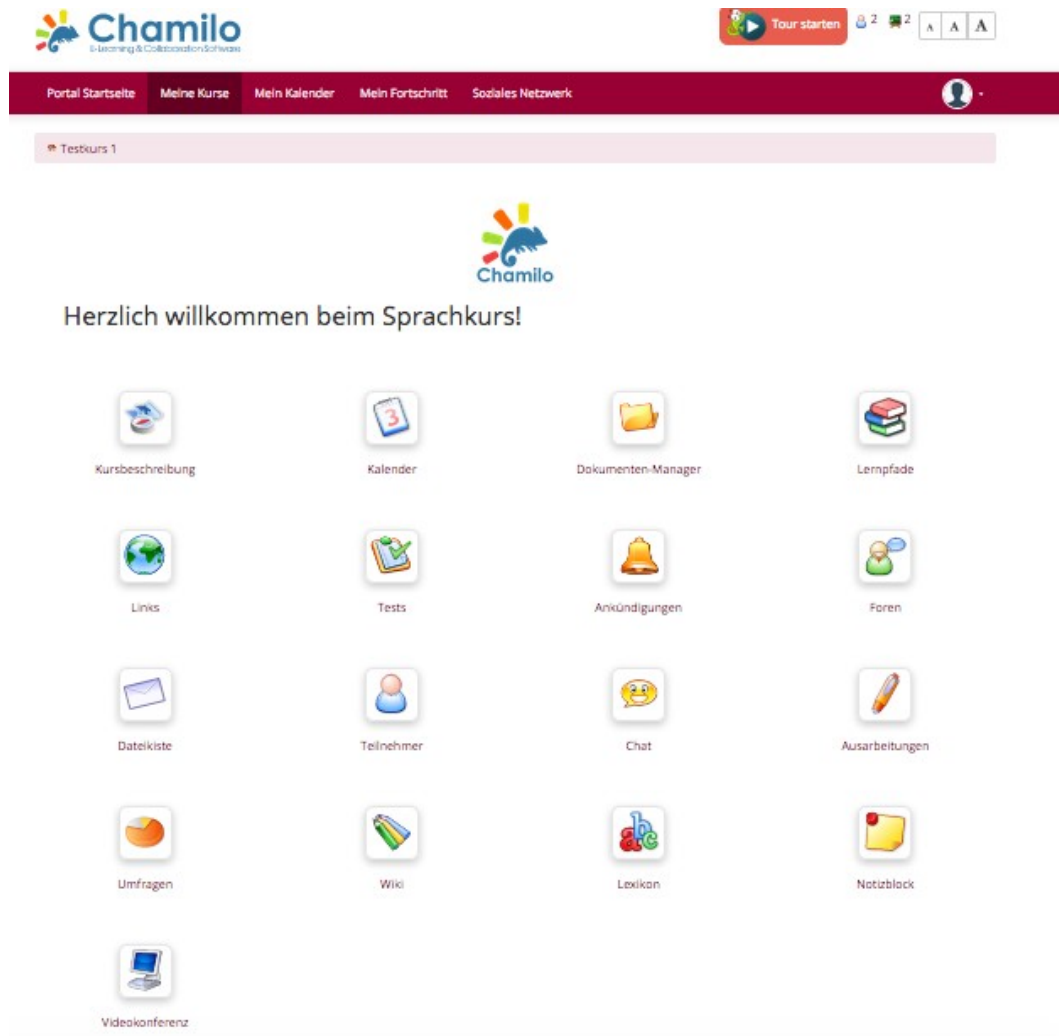 Chamilo
E-Learning & Collaboration Software
Tour starten 2 2 A A A
Portal Startseite Meine Kurse Mein Kalender Mein Fortschritt Soziales Netzwerk
Testkurs 1
Chamilo
Herzlich willkommen beim Sprachkurs!
3
Kursbeschreibung Kalender Dokumenten-Manager Lernpfade
Links Tests Ankündigungen Foren
Dateikiste Teilnehmer Chat Ausarbeitungen
abc
Umfragen Wiki Lexikon Notizblock
Videokonferenz